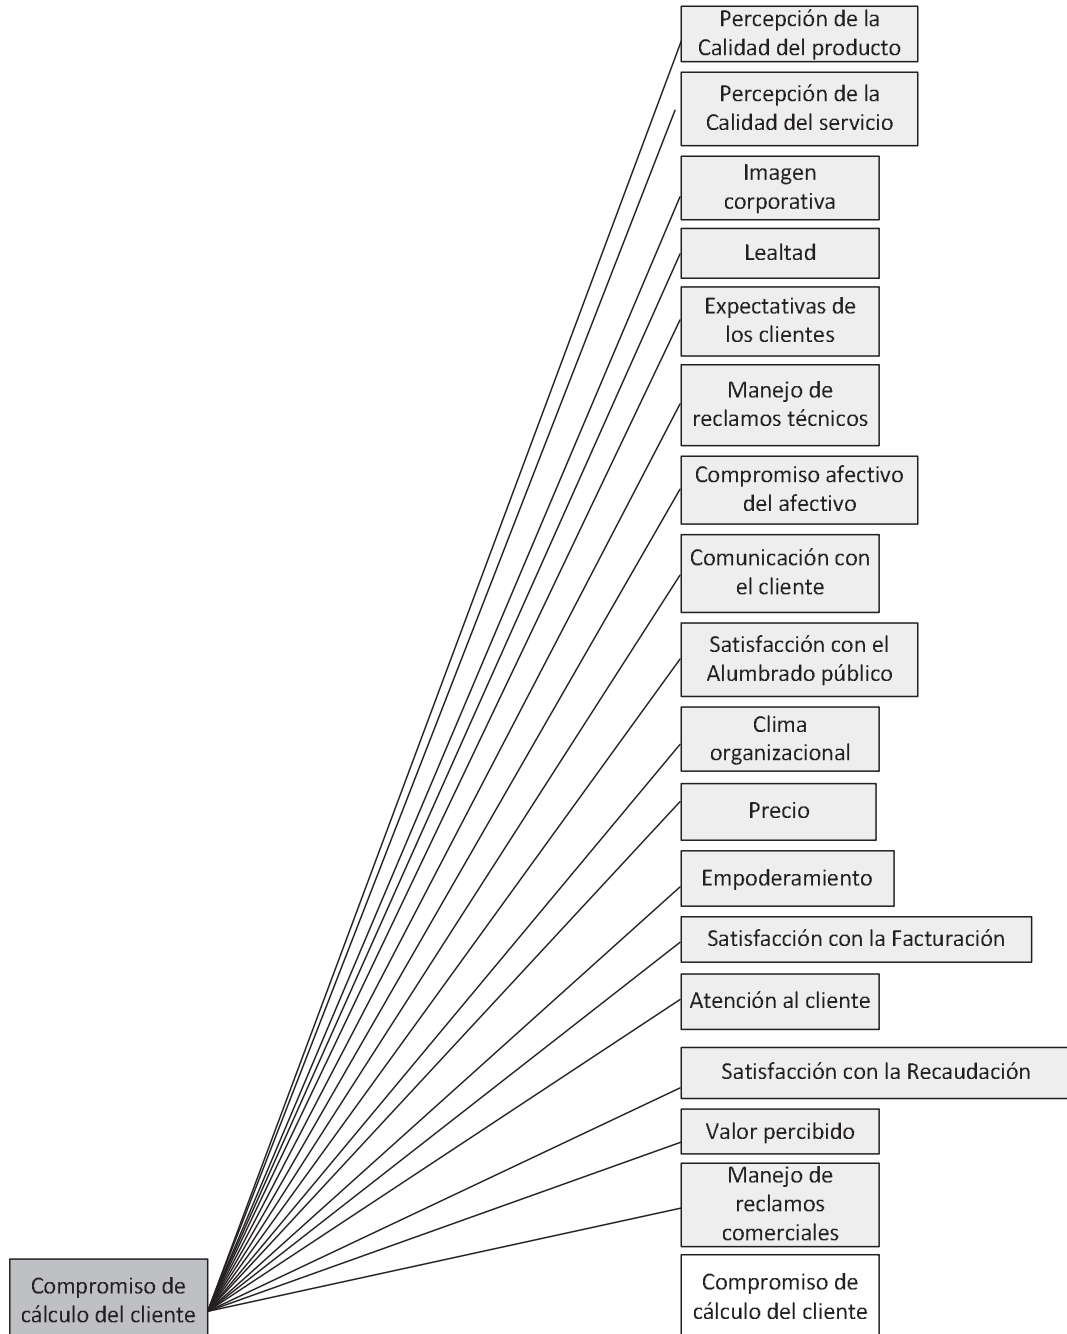 Percepción de la
Calidad del producto
Percepción de la
Calidad del servicio
Imagen
corporativa
Lealtad
Expectativas de
los clientes
Manejo de
reclamos técnicos
Compromiso afectivo
del afectivo
Comunicación con
el cliente
Satisfacción con el
Alumbrado público
Clima
organizacional
Precio
Empoderamiento
Satisfacción con la Facturación
Atención al cliente
Satisfacción con la Recaudación
Valor percibido
Manejo de
reclamos
comerciales
Compromiso de
cálculo del cliente
Compromiso de
cálculo del cliente